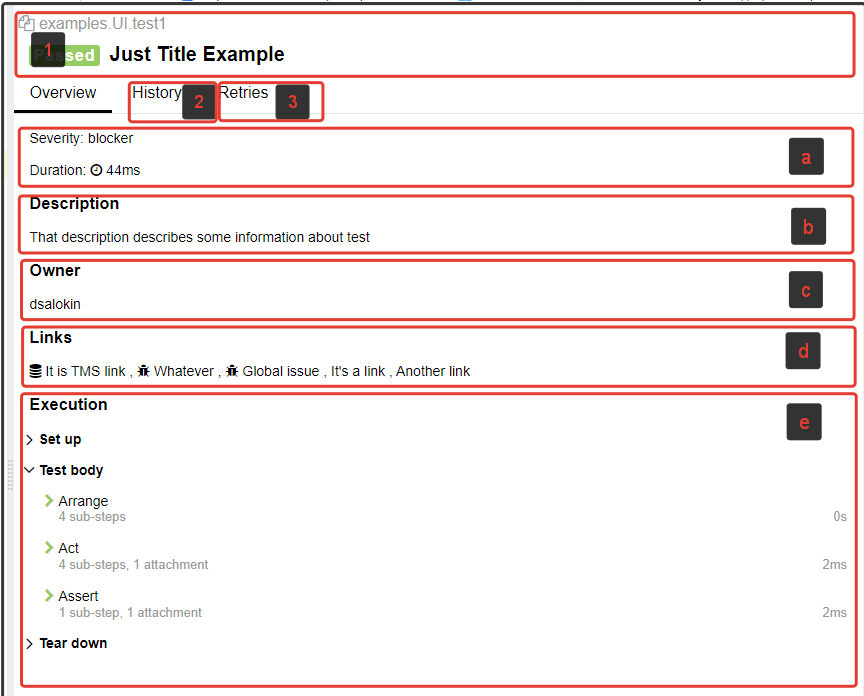 examples.UI.test1
1
Passed Just Title Example
Overview History 2 Retries 3
Severity: blocker
a
Duration: 44ms
Description
b
That description describes some information about test
Owner
c
dsalokin
Links
d
It is TMS link , Whatever , Global issue , It's a link , Another link
Execution
e
Set up
Test body
Arrange
4 sub-steps 0s
Act
4 sub-steps, 1 attachment 2ms
Assert
1 sub-step, 1 attachment 2ms
Tear down